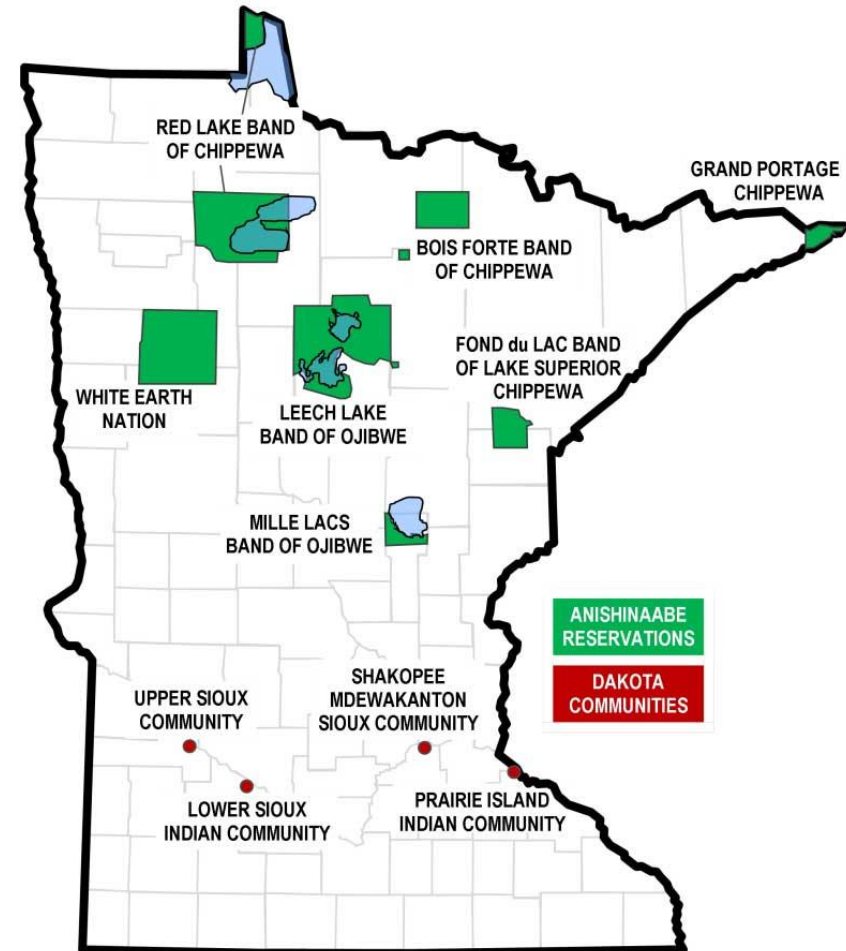 RED LAKE BAND
OF CHIPPEWA
GRAND PORTAGE
CHIPPEWA
BOIS FORTE BAND
OF CHIPPEWA
FOND du LAC BAND
OF LAKE SUPERIOR
CHIPPEWA
WHITE EARTH
NATION
LEECH LAKE
BAND OF OJIBWE
MILLE LACS
BAND OF OJIBWE
ANISHINAABE
RESERVATIONS
DAKOTA
COMMUNITIES
UPPER SIOUX
COMMUNITY
SHAKOPEE
MDEWAKANTON
SIOUX COMMUNITY
LOWER SIOUX
INDIAN COMMUNITY
PRAIRIE ISLAND
INDIAN COMMUNITY